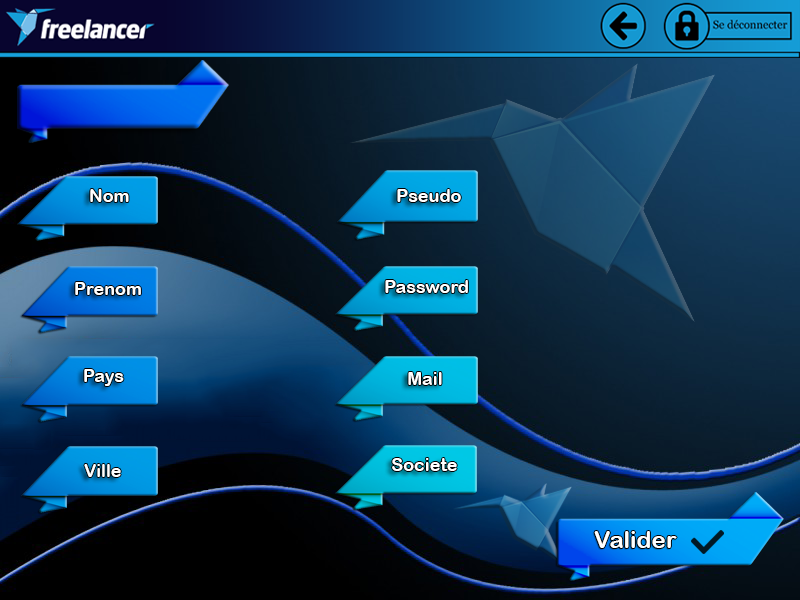 freelancer
Se déconnecter
Nom
Pseudo
Prenom
Password
Pays
Mail
Ville
Societe
Valider